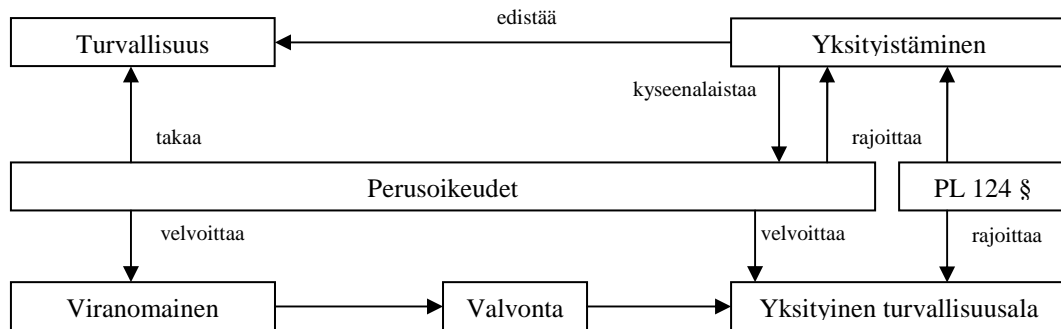 edistää
Turvallisuus
Yksityistäminen
kyseenalaistaa
takaa
rajoittaa
Perusoikeudet
PL 124 §
velvoittaa
velvoittaa
rajoittaa
Viranomainen
Valvonta
Yksityinen turvallisuusala